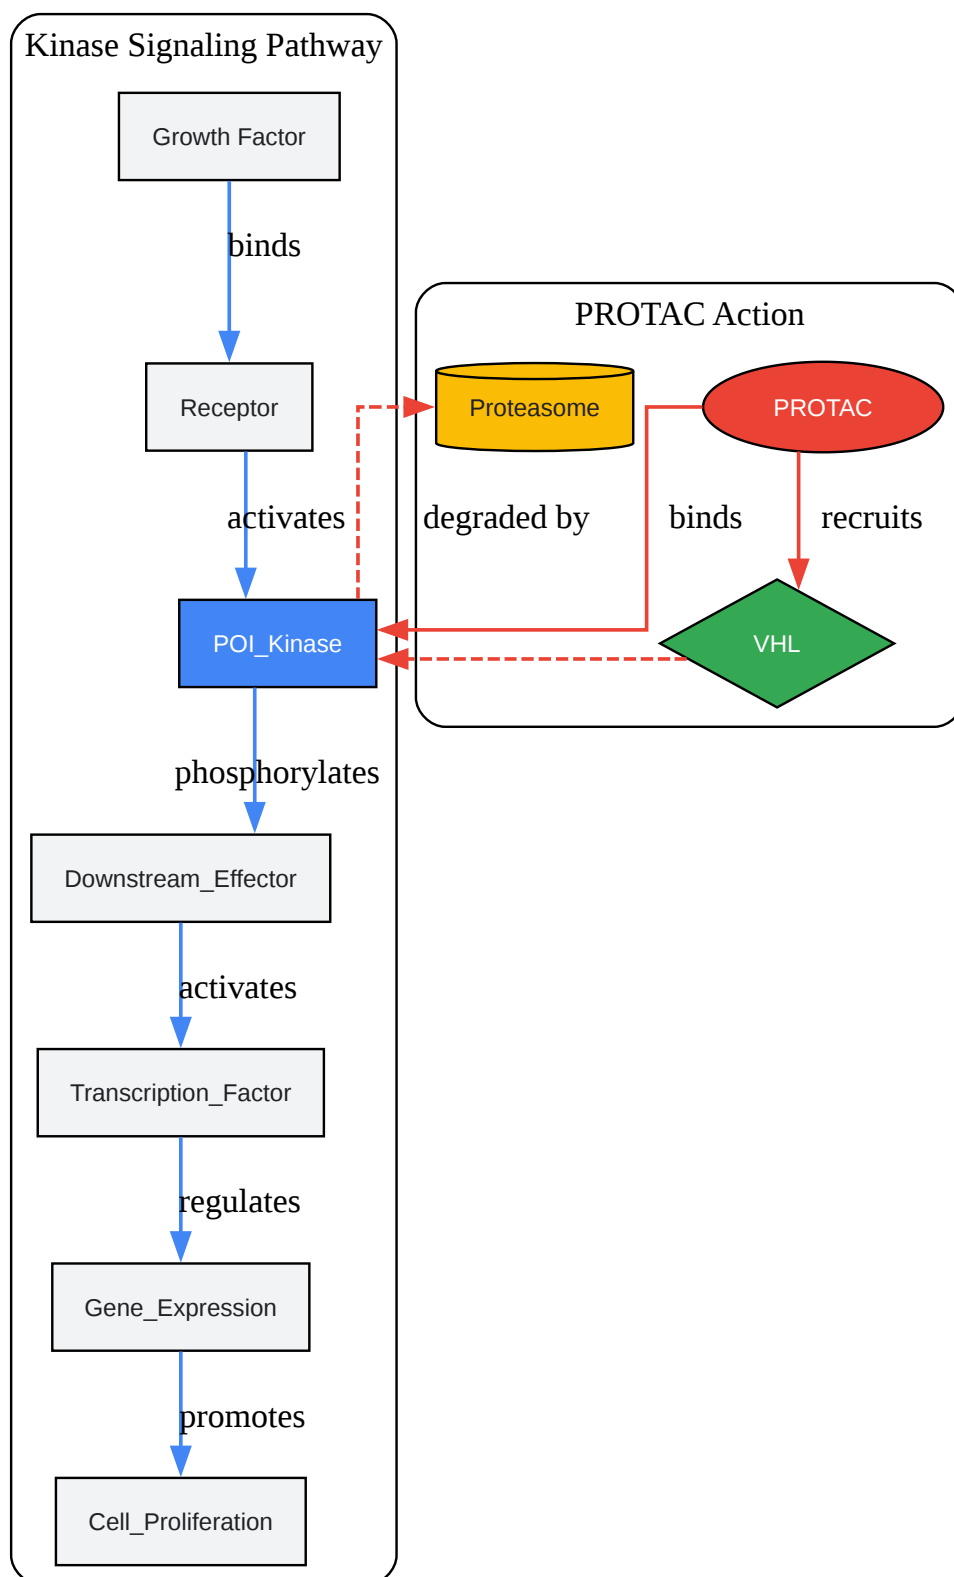 Kinase Signaling Pathway
Growth Factor
binds
PROTAC Action
Receptor
Proteasome
PROTAC
activates
degraded by
binds
recruits
POI_Kinase
VHL
phosphorylates
Downstream_Effector
activates
Transcription_Factor
regulates
Gene_Expression
promotes
Cell_Proliferation